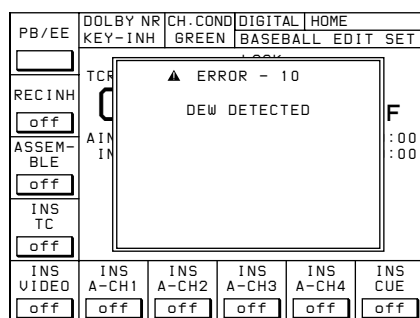 PB/EE
DOLBY NR
CH.COND
DIGITAL
HOME
KEY-INH
GREEN
BASEBALL EDIT SET
TCR
ERROR - 10
DEW DETECTED
RECINH
off
F
AIN
:00
IN
:00
ASSEM-
BLE
off
INS
TC
off
INS
VIDEO
off
INS
A-CH1
off
INS
A-CH2
off
INS
A-CH3
off
INS
A-CH4
off
INS
CUE
off